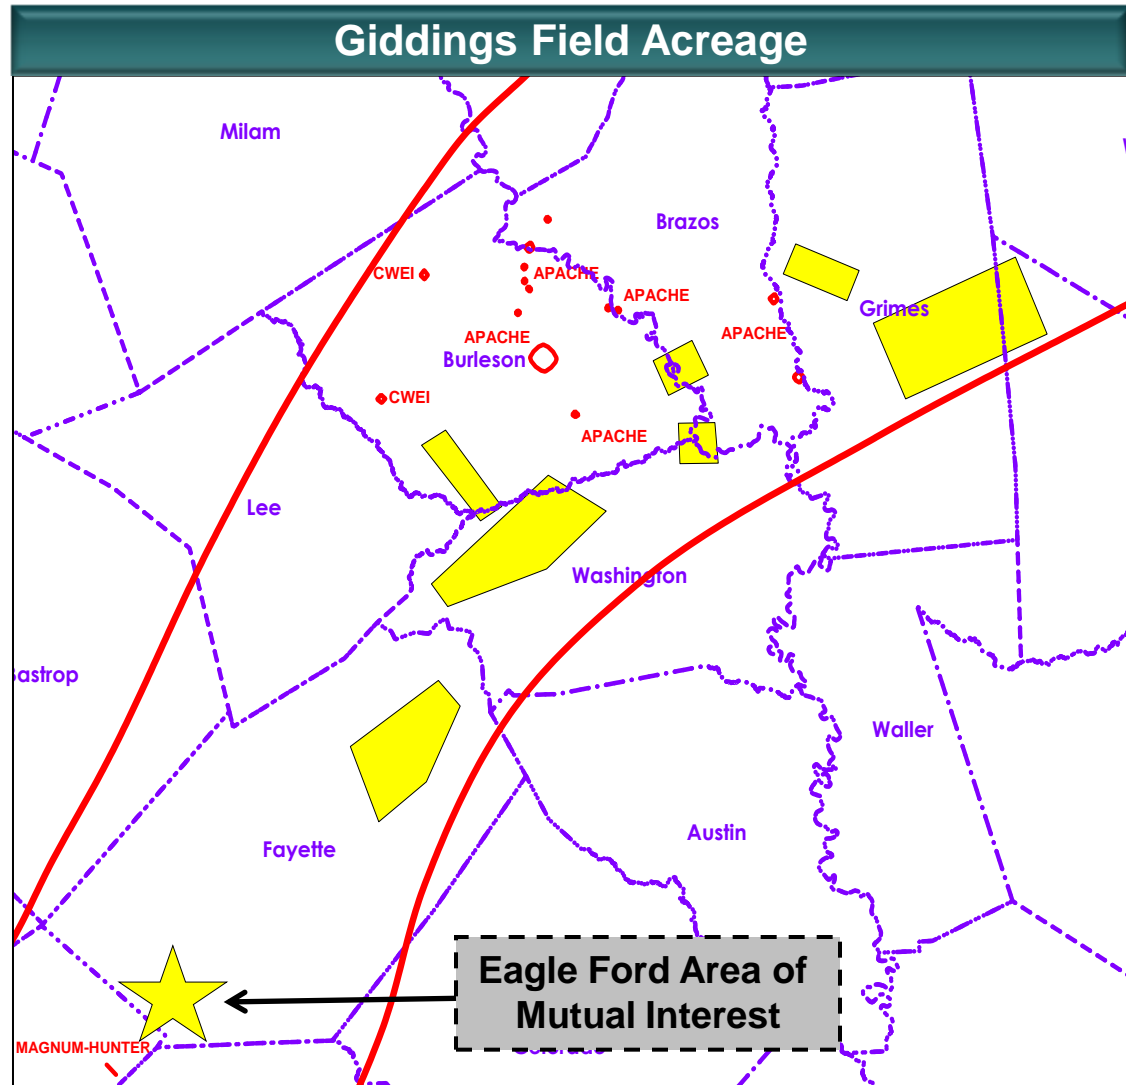 Giddings Field Acreage
Milam
Brazos
CWEI
APACHE
APACHE
Grimes
APACHE
APACHE
Burleson
CWEI
APACHE
Lee
Washington
Bastrop
Waller
Austin
Fayette
Eagle Ford Area of
Mutual Interest
MAGNUM-HUNTER